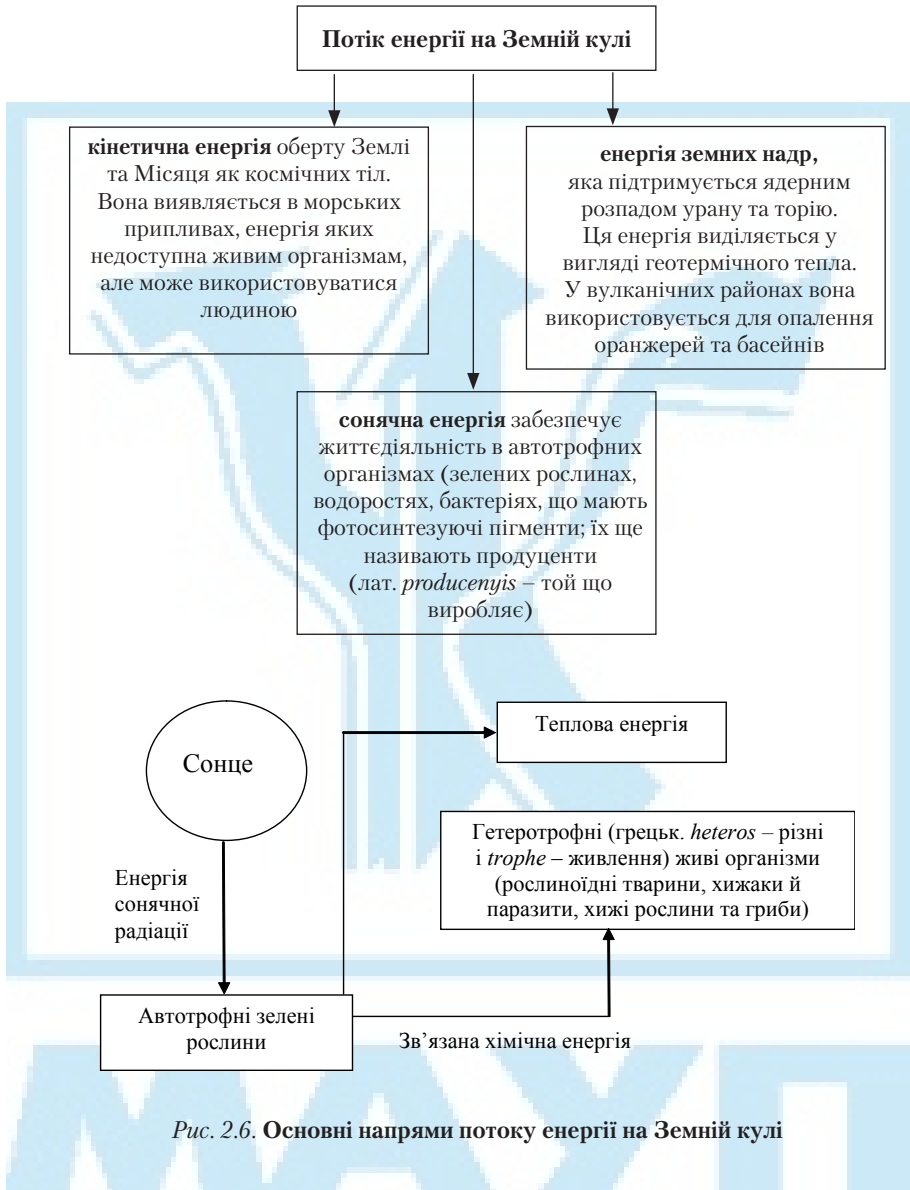 Потік енергії на Земній кулі
кінетична енергія оберту Землі
та Місяця як космічних тіл.
Вона виявляється в морських
припливах, енергія яких
недоступна живим організмам,
але може використовуватися
людиною
енергія земних надр,
яка підтримується ядерним
розпадом урану та торію.
Ця енергія виділяється у
вигляді геотермічного тепла.
У вулканічних районах вона
використовується для опалення
оранжерей та басейнів
сонячна енергія забезпечує
життєдіяльність в автотрофних
організмах (зелених рослинах,
водоростях, бактеріях, що мають
фотосинтезуючі пігменти; їх ще
називають продуценти
(лат. producenyis – той що
виробляє)
Сонце
Теплова енергія
Гетеротрофні (грецьк. heteros – різні
і trophe – живлення) живі організми
(рослиноїдні тварини, хижаки й
паразити, хижі рослини та гриби)
Енергія
сонячної
радіації
Автотрофні зелені
рослини
Зв’язана хімічна енергія
Рис. 2.6. Основні напрями потоку енергії на Земній кулі
МАУП